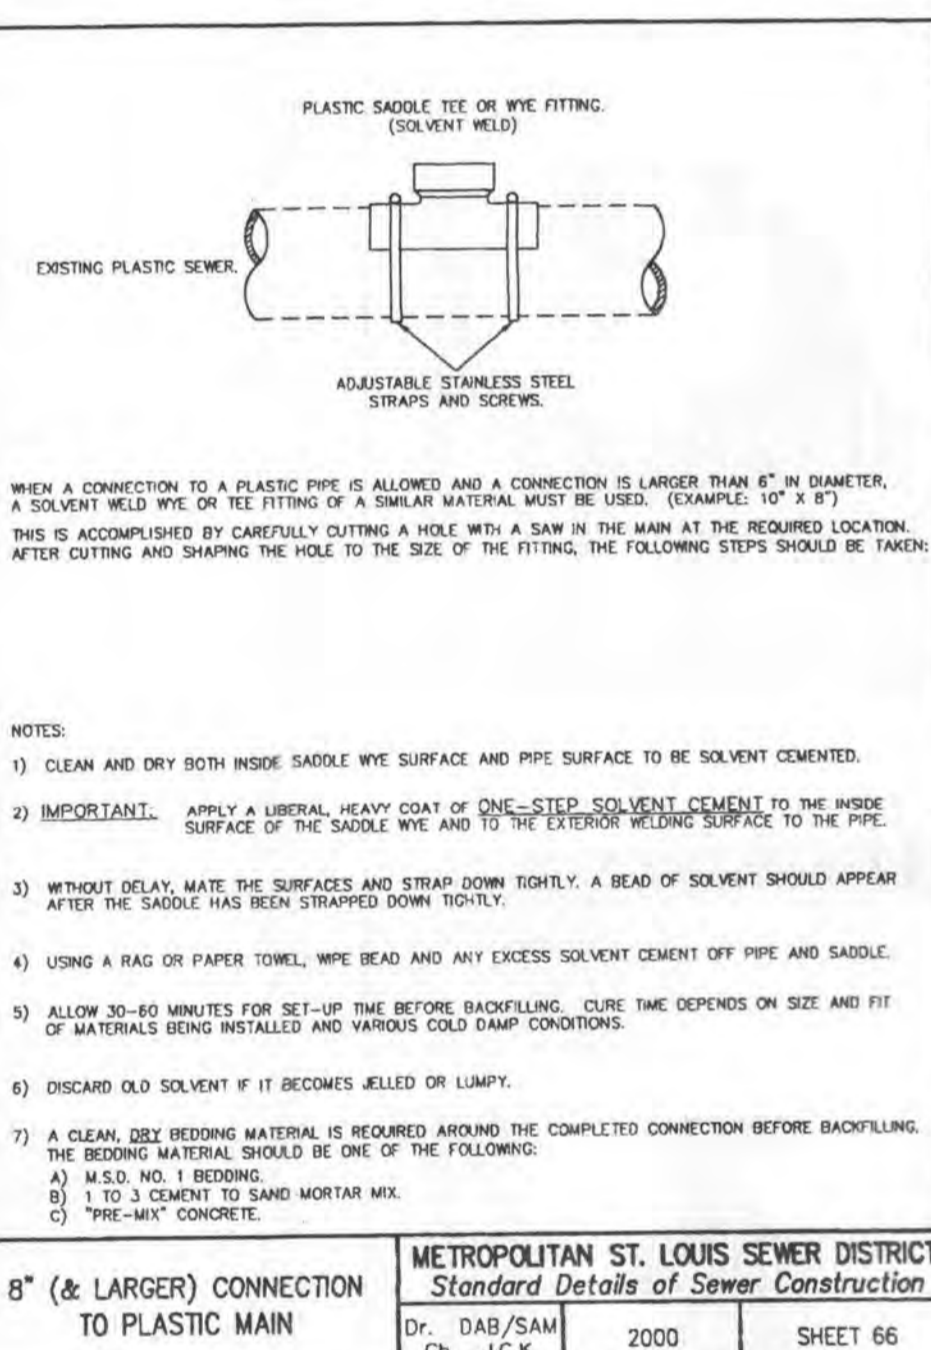 PLASTIC SADDLE TEE OR WYE FITTING.
(SOLVENT WELD)
EXISTING PLASTIC SEWER.
ADJUSTABLE STAINLESS STEEL
STRAPS AND SCREWS.
WHEN A CONNECTION TO A PLASTIC PIPE IS ALLOWED AND A CONNECTION IS LARGER THAN 6" IN DIAMETER,
A SOLVENT WELD WYE OR TEE FITTING OF A SIMILAR MATERIAL MUST BE USED. (EXAMPLE: 10" X 8")
THIS IS ACCOMPLISHED BY CAREFULLY CUTTING A HOLE WITH A SAW IN THE MAIN AT THE REQUIRED LOCATION.
AFTER CUTTING AND SHAPING THE HOLE TO THE SIZE OF THE FITTING, THE FOLLOWING STEPS SHOULD BE TAKEN:
NOTES:
1) CLEAN AND DRY BOTH INSIDE SADDLE WYE SURFACE AND PIPE SURFACE TO BE SOLVENT CEMENTED.
2) IMPORTANT: APPLY A LIBERAL, HEAVY COAT OF ONE-STEP SOLVENT CEMENT TO THE INSIDE
SURFACE OF THE SADDLE WYE AND TO THE EXTERIOR WELDING SURFACE TO THE PIPE.
3) WITHOUT DELAY, MATE THE SURFACES AND STRAP DOWN TIGHTLY. A BEAD OF SOLVENT SHOULD APPEAR
AFTER THE SADDLE HAS BEEN STRAPPED DOWN TIGHTLY.
4) USING A RAG OR PAPER TOWEL, WIPE BEAD AND ANY EXCESS SOLVENT CEMENT OFF PIPE AND SADDLE.
5) ALLOW 30-60 MINUTES FOR SET-UP TIME BEFORE BACKFILLING. CURE TIME DEPENDS ON SIZE AND FIT
OF MATERIALS BEING INSTALLED AND VARIOUS COLD DAMP CONDITIONS.
6) DISCARD OLD SOLVENT IF IT BECOMES JELLED OR LUMPY.
7) A CLEAN, DRY BEDDING MATERIAL IS REQUIRED AROUND THE COMPLETED CONNECTION BEFORE BACKFILLING.
THE BEDDING MATERIAL SHOULD BE ONE OF THE FOLLOWING:
A) M.S.D. NO. 1 BEDDING.
B) 1 TO 3 CEMENT TO SAND MORTAR MIX.
C) "PRE-MIX" CONCRETE.
8" (& LARGER) CONNECTION
TO PLASTIC MAIN
METROPOLITAN ST. LOUIS SEWER DISTRICT
Standard Details of Sewer Construction
Dr. DAB/SAM
2000
SHEET 66